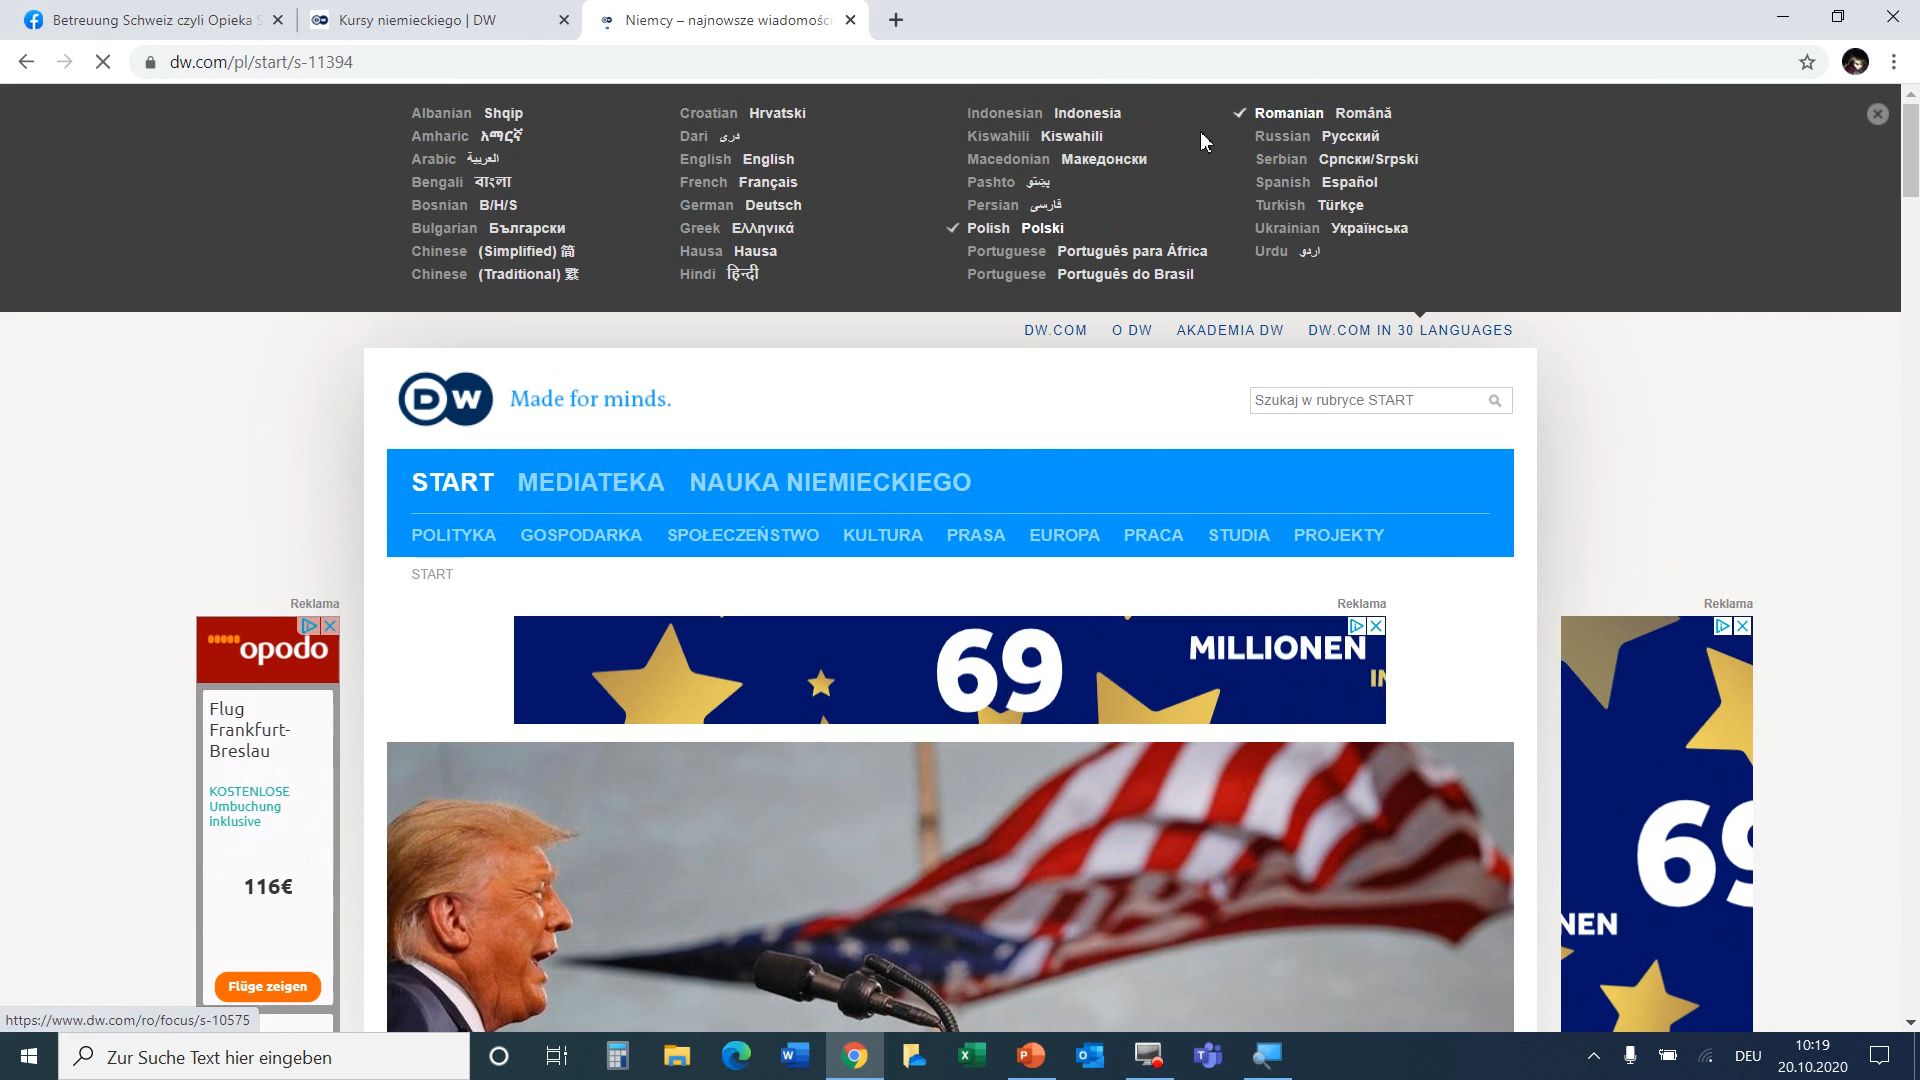 Betreuung Schweiz czyli Opieka S
Kursy niemieckiego | DW
Niemcy – najnowsze wiadomości
dw.com/pl/start/s-11394
Albanian Shqip
Amharic አማርኛ
Arabic العربية
Bengali বাংলা
Bosnian B/H/S
Bulgarian Български
Chinese (Simplified) 简
Chinese (Traditional) 繁
Croatian Hrvatski
Dari دری
English English
French Français
German Deutsch
Greek Ελληνικά
Hausa Hausa
Hindi हिन्दी
Indonesian Indonesia
Kiswahili Kiswahili
Macedonian Македонски
Pashto پښتو
Persian فارسی
Polish Polski
Portuguese Português para África
Portuguese Português do Brasil
Romanian Română
Russian Русский
Serbian Српски/Srpski
Spanish Español
Turkish Türkçe
Ukrainian Українська
Urdu اردو
DW.COM O DW AKADEMIA DW DW.COM IN 30 LANGUAGES
DW Made for minds.
Szukaj w rubryce START
START MEDIATEKA NAUKA NIEMIECKIEGO
POLITYKA GOSPODARKA SPOŁECZEŃSTWO KULTURA PRASA EUROPA PRACA STUDIA PROJEKTY
START
Reklama
opodo
Flug
Frankfurt-
Breslau
KOSTENLOSE
Umbuchung
inklusive
116€
Flüge zeigen
Reklama
69 MILLIONEN
Reklama
69
NEN
https://www.dw.com/ro/focus/s-10575
Zur Suche Text hier eingeben
DEU
10:19
20.10.2020